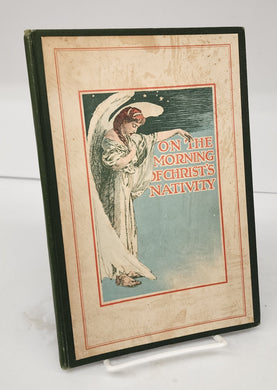 ON THE
MORNING
OF CHRIST'S
NATIVITY